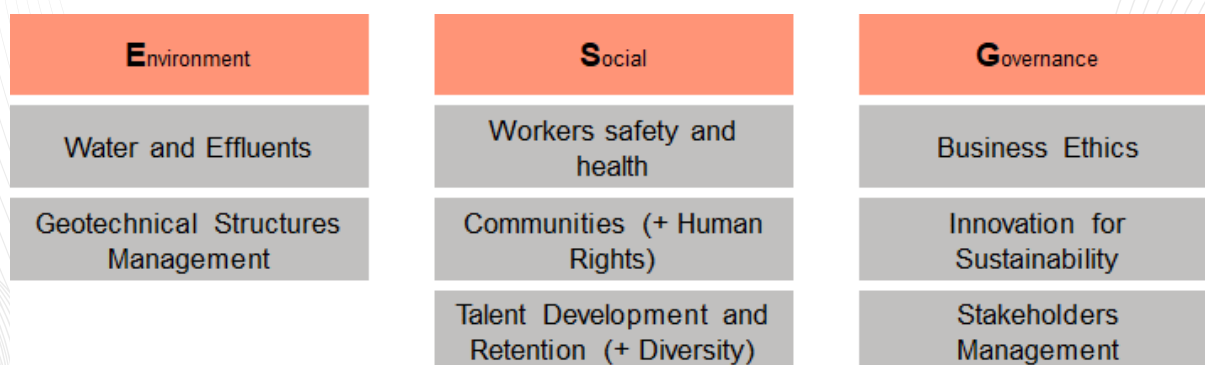 Environment
Water and Effluents
Geotechnical Structures
Management
Social
Workers safety and
health
Communities (+ Human
Rights)
Talent Development and
Retention (+ Diversity)
Governance
Business Ethics
Innovation for
Sustainability
Stakeholders
Management